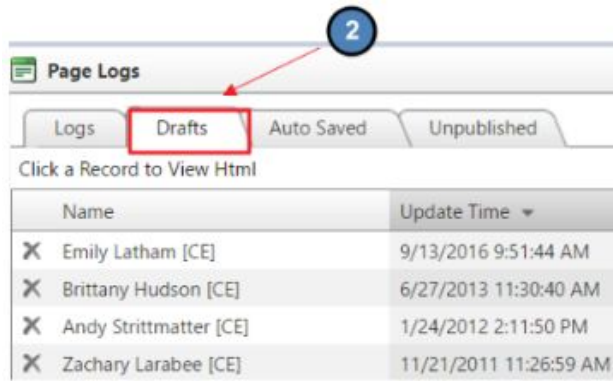 2
Page Logs
Logs Drafts Auto Saved Unpublished
Click a Record to View Html
Name Update Time
Emily Latham [CE] 9/13/2016 9:51:44 AM
Brittany Hudson [CE] 6/27/2013 11:30:40 AM
Andy Strittmatter [CE] 1/24/2012 2:11:50 PM
Zachary Larabee [CE] 11/21/2011 11:26:59 AM